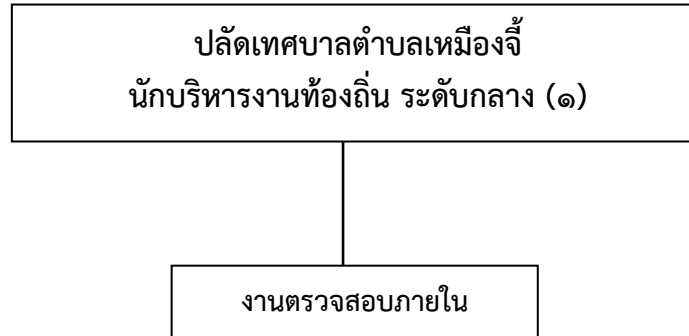 ปลัดเทศบาลตำบลเหมืองจี้
นักบริหารงานท้องถิ่น ระดับกลาง (๑)
งานตรวจสอบภายใน